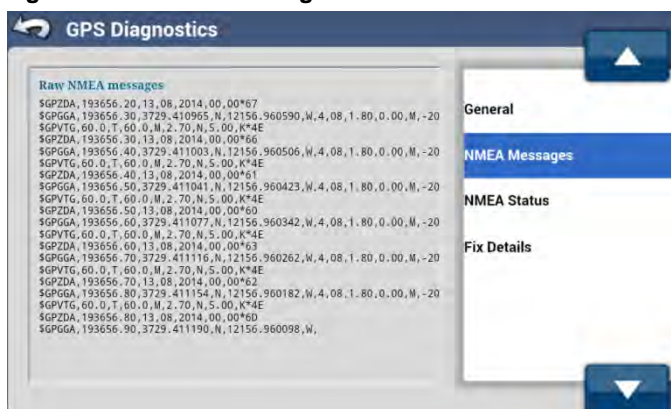 GPS Diagnostics
Raw NMEA messages
$GPZDA,193656.20,13,08,2014,00,00*67
$GPGGA,193656.30,3729.410965,N,12156.960590,W,4,08,1.80,0.00,M,-20
$GPVTG,60.0,T,60.0,M,2.70,N,5.00,K*4E
$GPZDA,193656.30,13,08,2014,00,00*66
$GPGGA,193656.40,3729.411003,N,12156.960506,W,4,08,1.80,0.00,M,-20
$GPVTG,60.0,T,60.0,M,2.70,N,5.00,K*4E
$GPZDA,193656.40,13,08,2014,00,00*61
$GPGGA,193656.50,3729.411041,N,12156.960423,W,4,08,1.80,0.00,M,-20
$GPVTG,60.0,T,60.0,M,2.70,N,5.00,K*4E
$GPZDA,193656.50,13,08,2014,00,00*60
$GPGGA,193656.60,3729.411077,N,12156.960342,W,4,08,1.80,0.00,M,-20
$GPVTG,60.0,T,60.0,M,2.70,N,5.00,K*4E
$GPZDA,193656.60,13,08,2014,00,00*63
$GPGGA,193656.70,3729.411116,N,12156.960262,W,4,08,1.80,0.00,M,-20
$GPVTG,60.0,T,60.0,M,2.70,N,5.00,K*4E
$GPZDA,193656.70,13,08,2014,00,00*62
$GPGGA,193656.80,3729.411154,N,12156.960182,W,4,08,1.80,0.00,M,-20
$GPVTG,60.0,T,60.0,M,2.70,N,5.00,K*4E
$GPZDA,193656.80,13,08,2014,00,00*6D
$GPGGA,193656.90,3729.411190,N,12156.960098,W,
General
NMEA Messages
NMEA Status
Fix Details